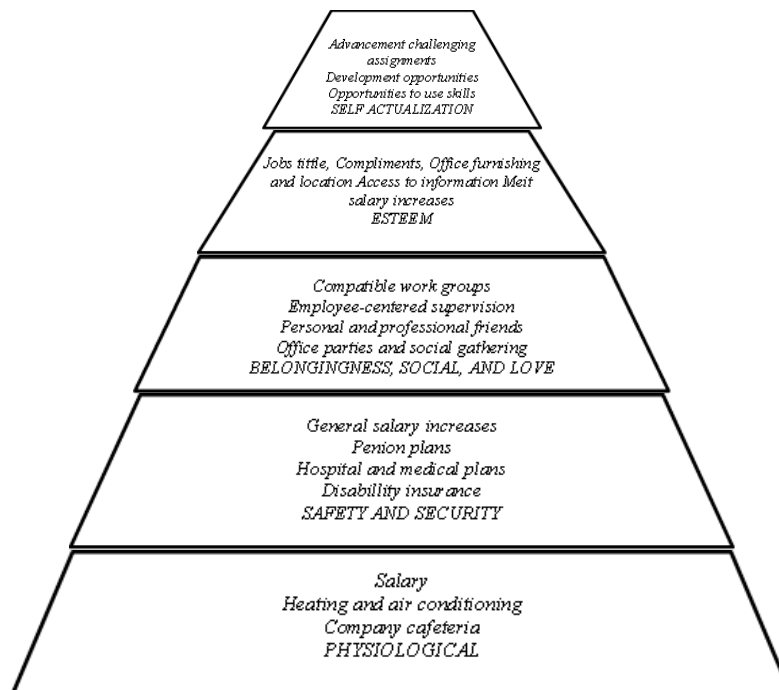 Advancement challenging
assignments
Development opportunities
Opportunities to use skills
SELF ACTUALIZATION
Jobs tittle, Compliments, Office furnishing
and location Access to information Meit
salary increases
ESTEEM
Compatible work groups
Employee-centered supervision
Personal and professional friends
Office parties and social gathering
BELONGINGNESS, SOCIAL, AND LOVE
General salary increases
Penion plans
Hospital and medical plans
Disabillity insurance
SAFETY AND SECURITY
Salary
Heating and air conditioning
Company cafeteria
PHYSIOLOGICAL